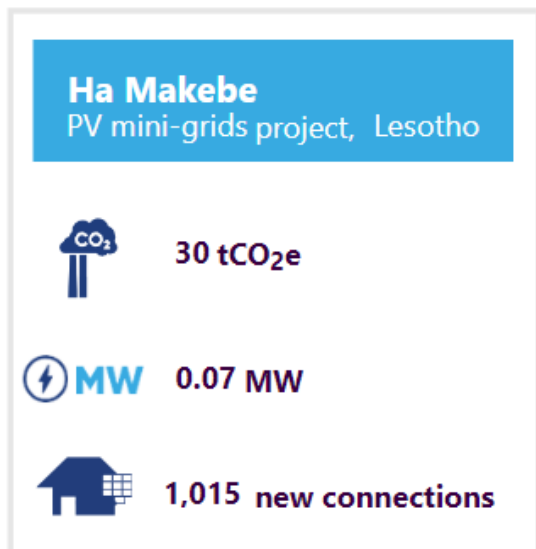 Ha Makebe
PV mini-grids project, Lesotho
CO₂
30 tCO₂e
MW
0.07 MW
1,015 new connections